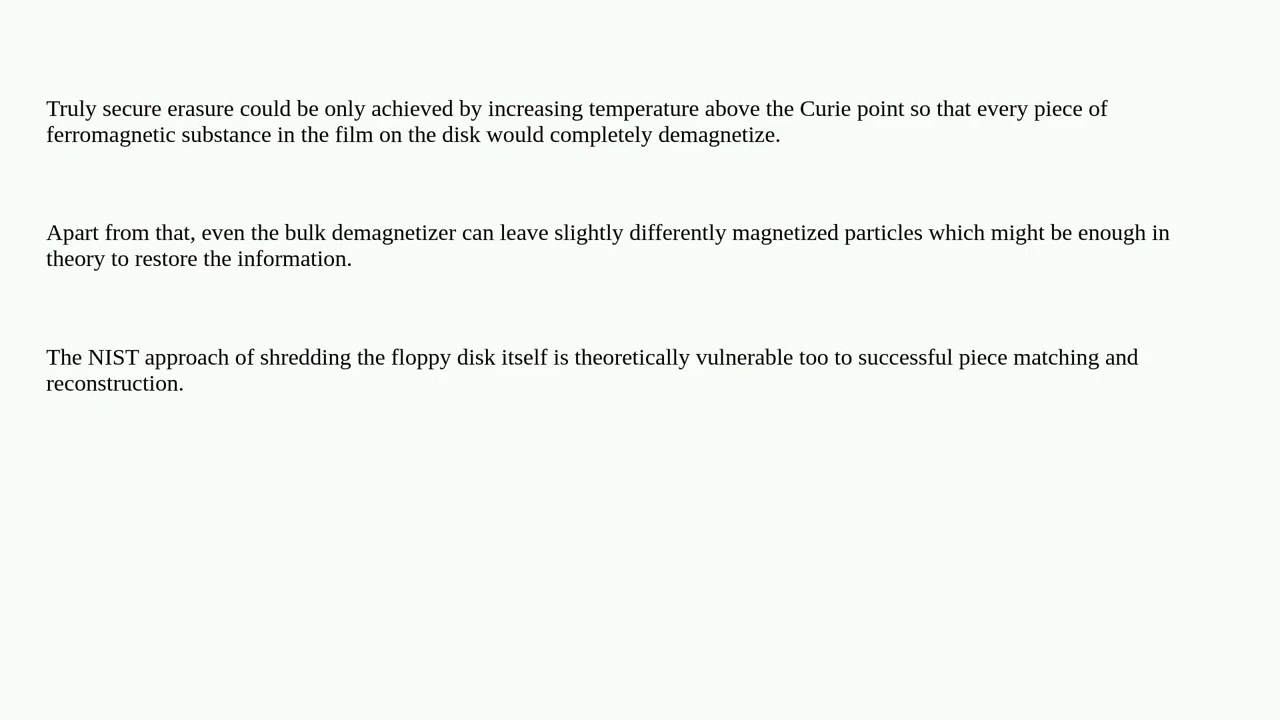 Truly secure erasure could be only achieved by increasing temperature above the Curie point so that every piece of
ferromagnetic substance in the film on the disk would completely demagnetize.
Apart from that, even the bulk demagnetizer can leave slightly differently magnetized particles which might be enough in
theory to restore the information.
The NIST approach of shredding the floppy disk itself is theoretically vulnerable too to successful piece matching and
reconstruction.